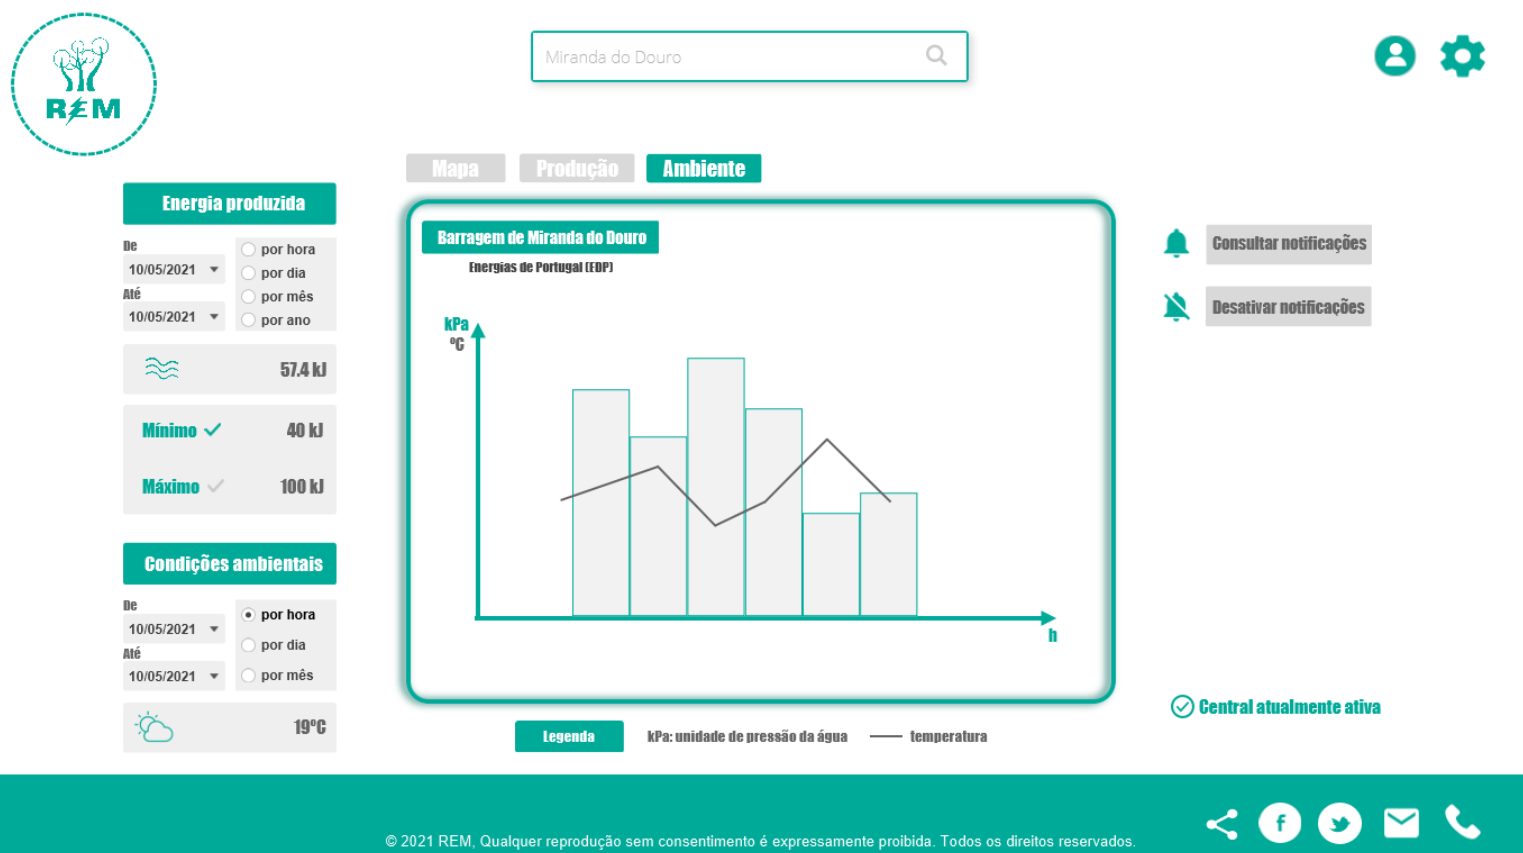 REM
Miranda do Douro
Mapa
Produção
Ambiente
Energia produzida
De
10/05/2021
Até
10/05/2021
por hora
por dia
por mês
por ano
57.4 kJ
Mínimo
40 kJ
Máximo
100 kJ
Condições ambientais
De
10/05/2021
Até
10/05/2021
por hora
por dia
por mês
19ºC
Barragem de Miranda do Douro
Energias de Portugal (EDP)
kPa
ºC
h
Legenda
kPa: unidade de pressão da água
temperatura
Consultar notificações
Desativar notificações
Central atualmente ativa
© 2021 REM, Qualquer reprodução sem consentimento é expressamente proibida. Todos os direitos reservados.